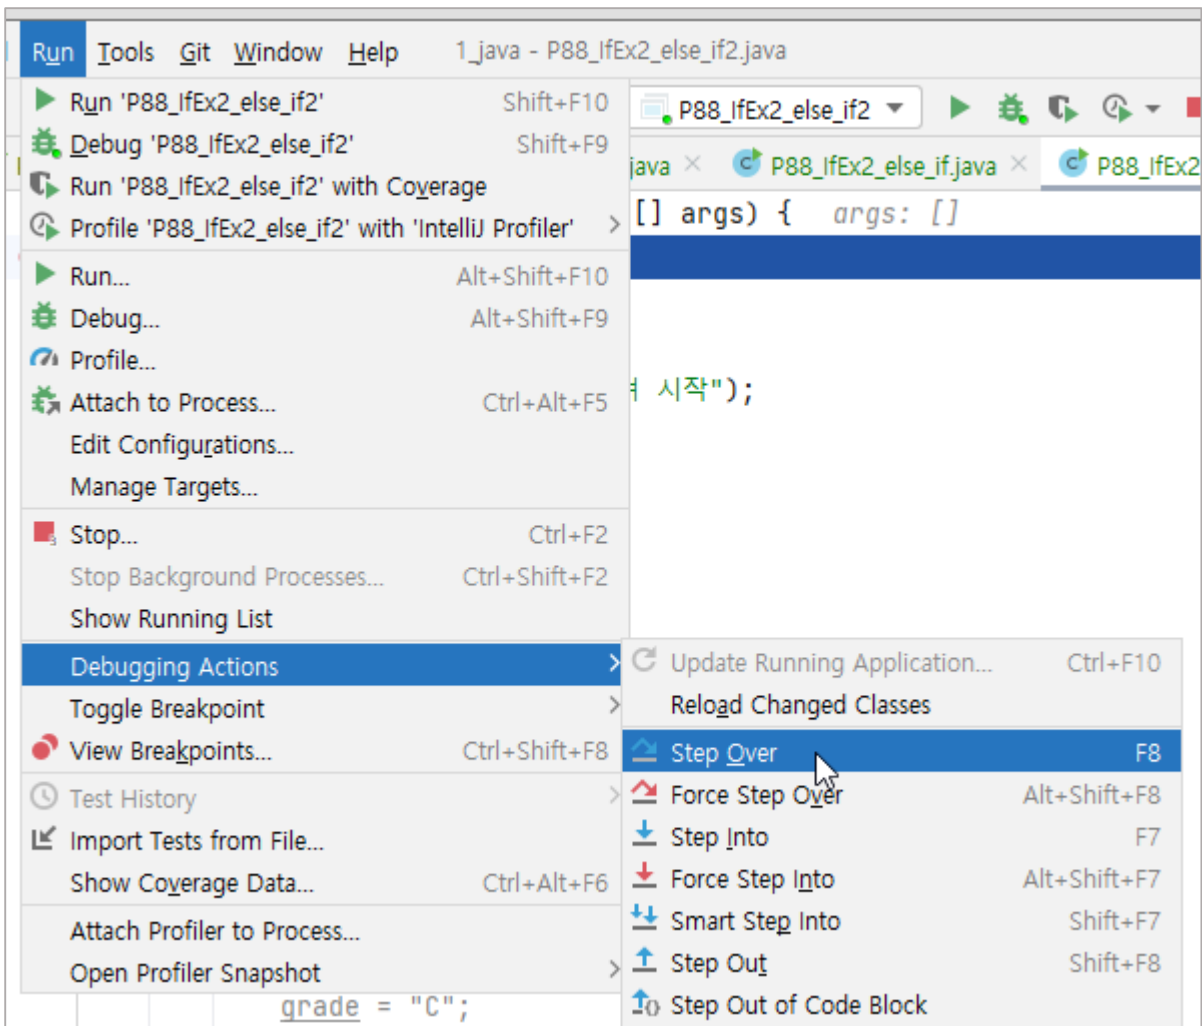 Run Tools Git Window Help 1_java - P88_IfEx2_else_if2.java
Run 'P88_IfEx2_else_if2' Shift+F10
P88_IfEx2_else_if2
Debug 'P88_IfEx2_else_if2' Shift+F9
java P88_IfEx2_else_if.java P88_IfEx2
Run 'P88_IfEx2_else_if2' with Coverage
[] args) { args: []
Profile 'P88_IfEx2_else_if2' with 'IntelliJ Profiler'
Run... Alt+Shift+F10
Debug... Alt+Shift+F9
Profile...
시작");
Attach to Process... Ctrl+Alt+F5
Edit Configurations...
Manage Targets...
Stop... Ctrl+F2
Stop Background Processes... Ctrl+Shift+F2
Show Running List
Debugging Actions
Toggle Breakpoint
View Breakpoints... Ctrl+Shift+F8
Test History
Import Tests from File...
Show Coverage Data... Ctrl+Alt+F6
Attach Profiler to Process...
Open Profiler Snapshot
Update Running Application... Ctrl+F10
Reload Changed Classes
Step Over F8
Force Step Over Alt+Shift+F8
Step Into F7
Force Step Into Alt+Shift+F7
Smart Step Into Shift+F7
Step Out Shift+F8
Step Out of Code Block
grade = "C";